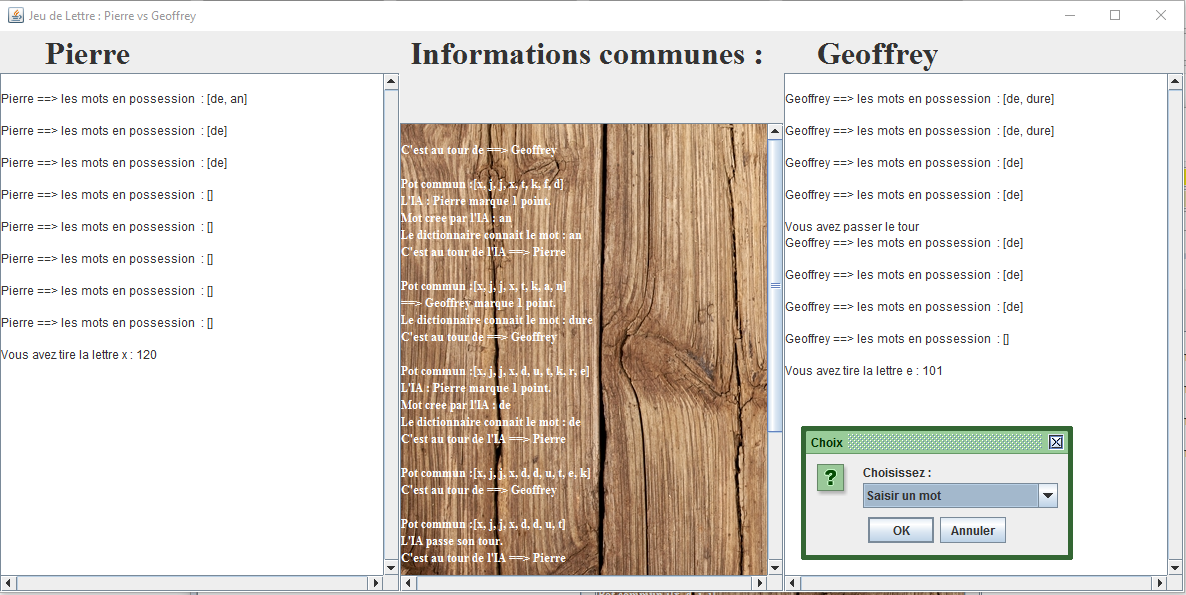 Jeu de Lettre : Pierre vs Geoffrey
Pierre
Informations communes :
Geoffrey
Pierre ==> les mots en possession : [de, an]
Pierre ==> les mots en possession : [de]
Pierre ==> les mots en possession : [de]
Pierre ==> les mots en possession : []
Pierre ==> les mots en possession : []
Pierre ==> les mots en possession : []
Pierre ==> les mots en possession : []
Pierre ==> les mots en possession : []
Vous avez tire la lettre x : 120
C'est au tour de ==> Geoffrey
Pot commun :[x, j, j, x, t, k, f, d]
L'IA : Pierre marque 1 point.
Mot cree par l'IA : an
Le dictionnaire connait le mot : an
C'est au tour de l'IA ==> Pierre
Pot commun :[x, j, j, x, t, k, a, n]
==> Geoffrey marque 1 point.
Le dictionnaire connait le mot : dure
C'est au tour de ==> Geoffrey
Pot commun :[x, j, j, x, d, u, t, k, r, e]
L'IA : Pierre marque 1 point.
Mot cree par l'IA : de
Le dictionnaire connait le mot : de
C'est au tour de l'IA ==> Pierre
Pot commun :[x, j, j, x, d, d, u, t, e, k]
C'est au tour de ==> Geoffrey
Pot commun :[x, j, j, x, d, d, u, t]
L'IA passe son tour.
C'est au tour de l'IA ==> Pierre
Geoffrey ==> les mots en possession : [de, dure]
Geoffrey ==> les mots en possession : [de, dure]
Geoffrey ==> les mots en possession : [de]
Geoffrey ==> les mots en possession : [de]
Vous avez passer le tour
Geoffrey ==> les mots en possession : [de]
Geoffrey ==> les mots en possession : [de]
Geoffrey ==> les mots en possession : [de]
Geoffrey ==> les mots en possession : []
Vous avez tire la lettre e : 101
Choix
?
Choisissez :
Saisir un mot
OK
Annuler